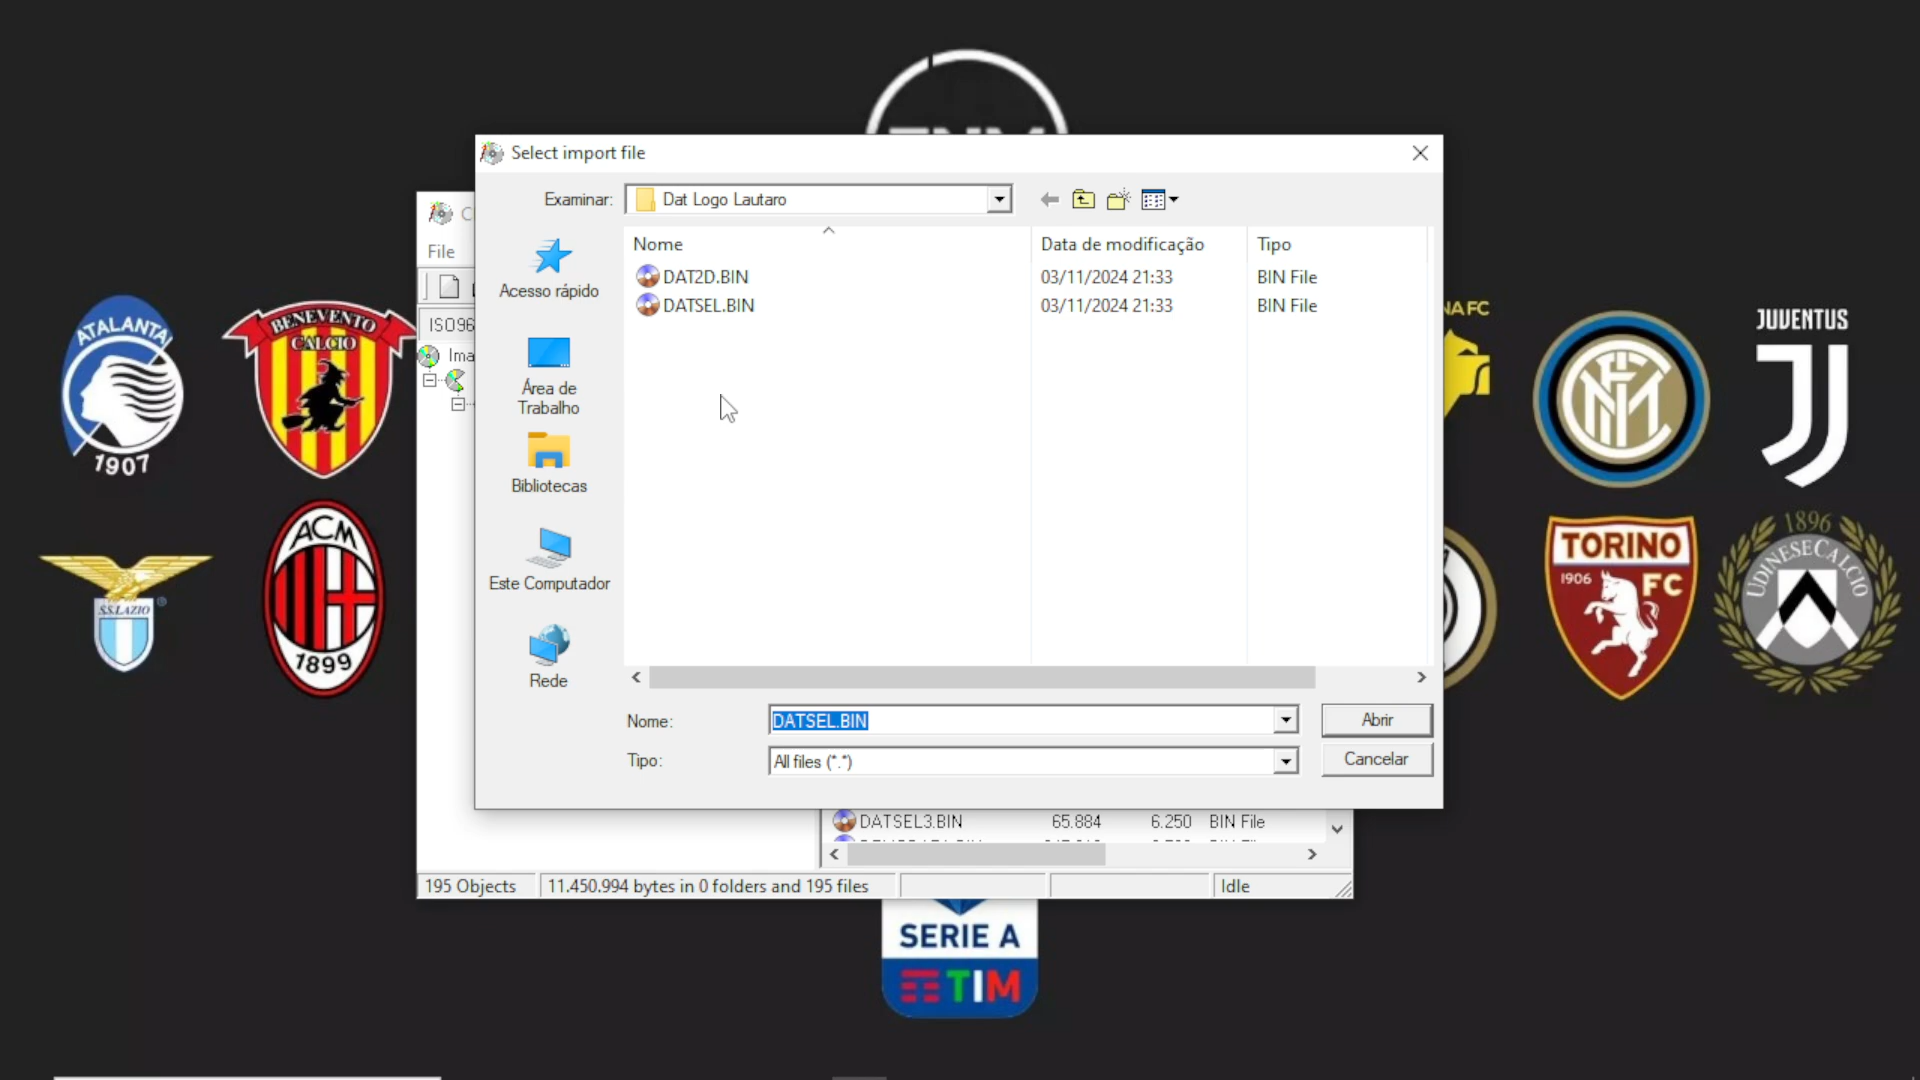 Select import file
Examinar: Dat Logo Lautaro
Nome Data de modificação Tipo
DAT2D.BIN 03/11/2024 21:33 BIN File
DATSEL.BIN 03/11/2024 21:33 BIN File
Acesso rápido
Área de
Trabalho
Bibliotecas
Este Computador
Rede
Nome: DATSEL.BIN Abrir
Tipo: All files (*.*) Cancelar
File
ISO96
Ima
DATSEL3.BIN 65.884 6.250 BIN File
195 Objects 11.450.994 bytes in 0 folders and 195 files Idle
ATALANTA
1907
BENEVENTO
CALCIO
S.S.LAZIO
ACM
1899
NA FC
JUVENTUS
TORINO
1906 FC
1896
UDINESE CALCIO
SERIE A
TIM